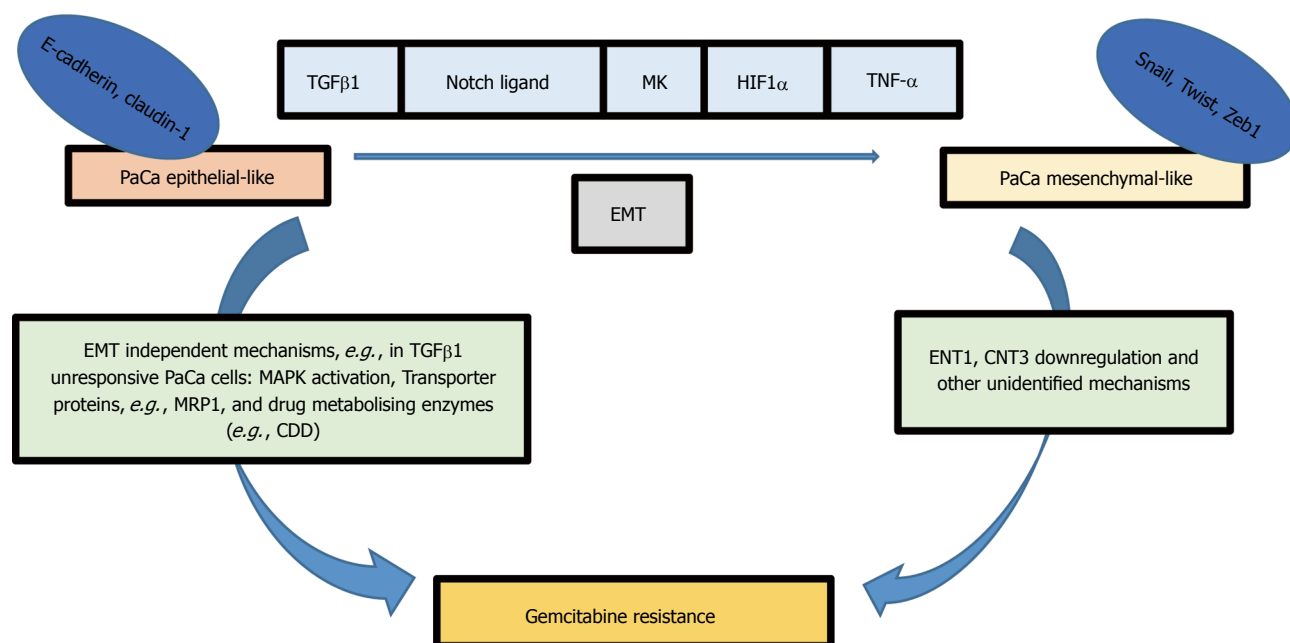 E-cadherin, claudin-1
TGFβ1
Notch ligand
MK
HIF1α
TNF-α
Snail, Twist, Zeb1
PaCa epithelial-like
PaCa mesenchymal-like
EMT
EMT independent mechanisms, e.g., in TGFβ1
unresponsive PaCa cells: MAPK activation, Transporter
proteins, e.g., MRP1, and drug metabolising enzymes
(e.g., CDD)
ENT1, CNT3 downregulation and
other unidentified mechanisms
Gemcitabine resistance